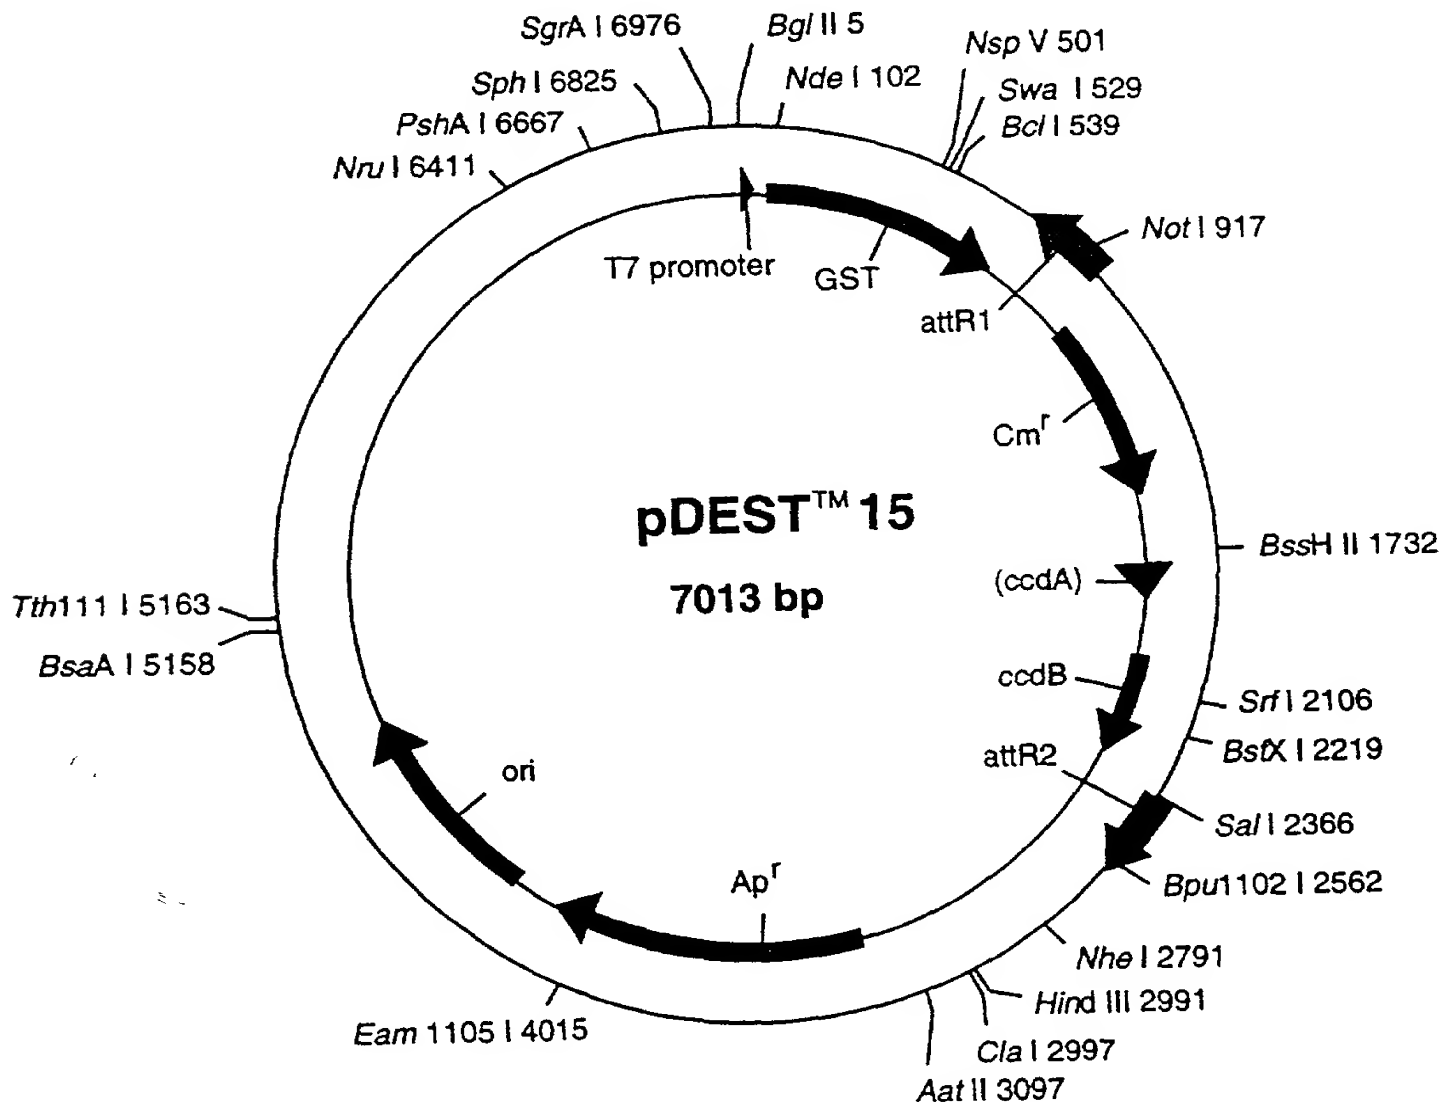 SgrA I 6976
Bgl II 5
Nsp V 501
Sph I 6825
Nde I 102
Swa I 529
PshA I 6667
Bcl I 539
Nru I 6411
Not I 917
T7 promoter
GST
attR1
Cmr
pDEST™ 15
BssH II 1732
(ccdA)
7013 bp
Tth111 I 5163
BsaA I 5158
ccdB
Srf I 2106
attR2
BstX I 2219
ori
Sal I 2366
Apr
Bpu1102 I 2562
Nhe I 2791
Hind III 2991
Eam 1105 I 4015
Cla I 2997
Aat II 3097